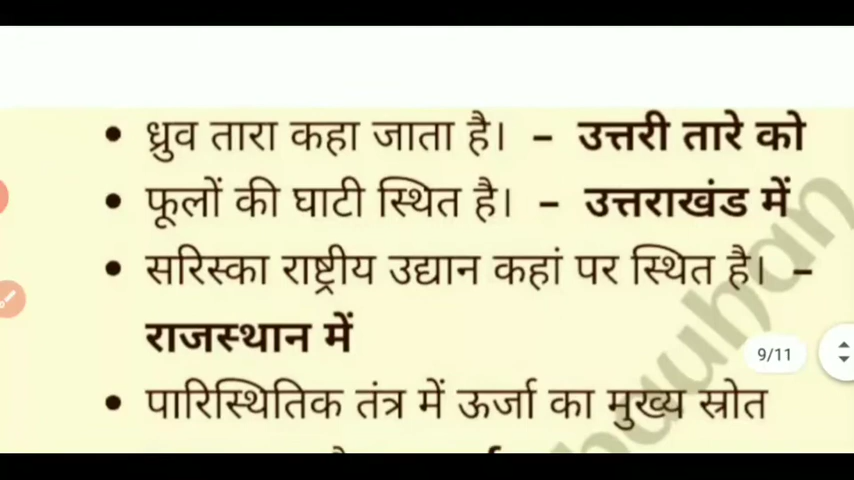 • ध्रुव तारा कहा जाता है। – उत्तरी तारे को
• फूलों की घाटी स्थित है। – उत्तराखंड में
• सरिस्का राष्ट्रीय उद्यान कहां पर स्थित है। –
राजस्थान में
9/11
• पारिस्थितिक तंत्र में ऊर्जा का मुख्य स्रोत